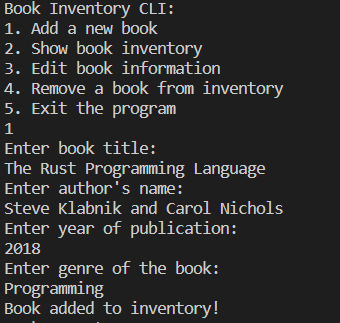 Book Inventory CLI:
1. Add a new book
2. Show book inventory
3. Edit book information
4. Remove a book from inventory
5. Exit the program
1
Enter book title:
The Rust Programming Language
Enter author's name:
Steve Klabnik and Carol Nichols
Enter year of publication:
2018
Enter genre of the book:
Programming
Book added to inventory!